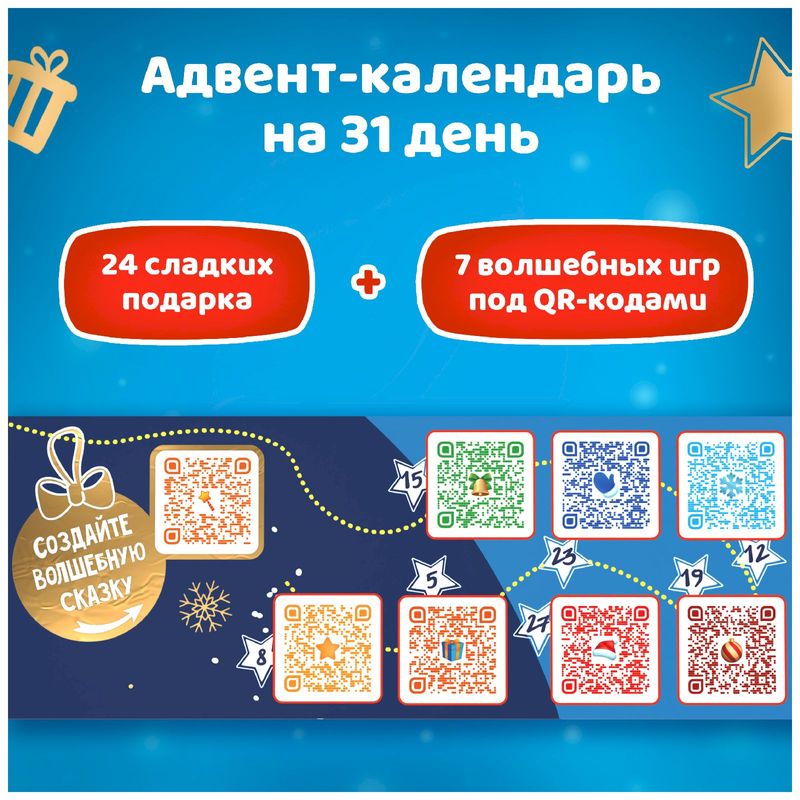 Адвент-календарь
на 31 день
24 сладких
подарка
+
7 волшебных игр
под QR-кодами
СОЗДАЙТЕ
ВОЛШЕБНУЮ
СКАЗКУ
15
23
12
5
19
27
8